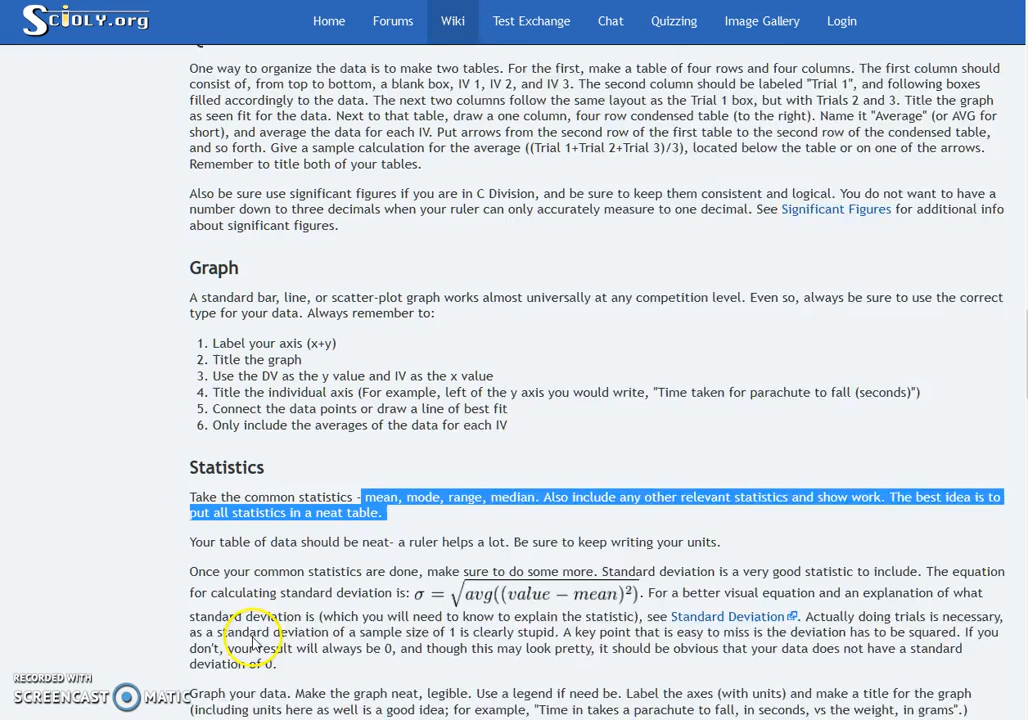 SCIOLY.org
Home Forums Wiki Test Exchange Chat Quizzing Image Gallery Login
One way to organize the data is to make two tables. For the first, make a table of four rows and four columns. The first column should
consist of, from top to bottom, a blank box, IV 1, IV 2, and IV 3. The second column should be labeled "Trial 1", and following boxes
filled accordingly to the data. The next two columns follow the same layout as the Trial 1 box, but with Trials 2 and 3. Title the graph
as seen fit for the data. Next to that table, draw a one column, four row condensed table (to the right). Name it "Average" (or AVG for
short), and average the data for each IV. Put arrows from the second row of the first table to the second row of the condensed table,
and so forth. Give a sample calculation for the average ((Trial 1+Trial 2+Trial 3)/3), located below the table or on one of the arrows.
Remember to title both of your tables.
Also be sure use significant figures if you are in C Division, and be sure to keep them consistent and logical. You do not want to have a
number down to three decimals when your ruler can only accurately measure to one decimal. See Significant Figures for additional info
about significant figures.
Graph
A standard bar, line, or scatter-plot graph works almost universally at any competition level. Even so, always be sure to use the correct
type for your data. Always remember to:
1. Label your axis (x+y)
2. Title the graph
3. Use the DV as the y value and IV as the x value
4. Title the individual axis (For example, left of the y axis you would write, "Time taken for parachute to fall (seconds)")
5. Connect the data points or draw a line of best fit
6. Only include the averages of the data for each IV
Statistics
Take the common statistics - mean, mode, range, median. Also include any other relevant statistics and show work. The best idea is to
put all statistics in a neat table.
Your table of data should be neat- a ruler helps a lot. Be sure to keep writing your units.
Once your common statistics are done, make sure to do some more. Standard deviation is a very good statistic to include. The equation
for calculating standard deviation is: σ = √avg((value − mean)²). For a better visual equation and an explanation of what
standard deviation is (which you will need to know to explain the statistic), see Standard Deviation. Actually doing trials is necessary,
as a standard deviation of a sample size of 1 is clearly stupid. A key point that is easy to miss is the deviation has to be squared. If you
don't, your result will always be 0, and though this may look pretty, it should be obvious that your data does not have a standard
deviation of 0.
Graph your data. Make the graph neat, legible. Use a legend if need be. Label the axes (with units) and make a title for the graph
(including units here as well is a good idea; for example, "Time in takes a parachute to fall, in seconds, vs the weight, in grams".)
RECORDED WITH
SCREENCAST MATIC